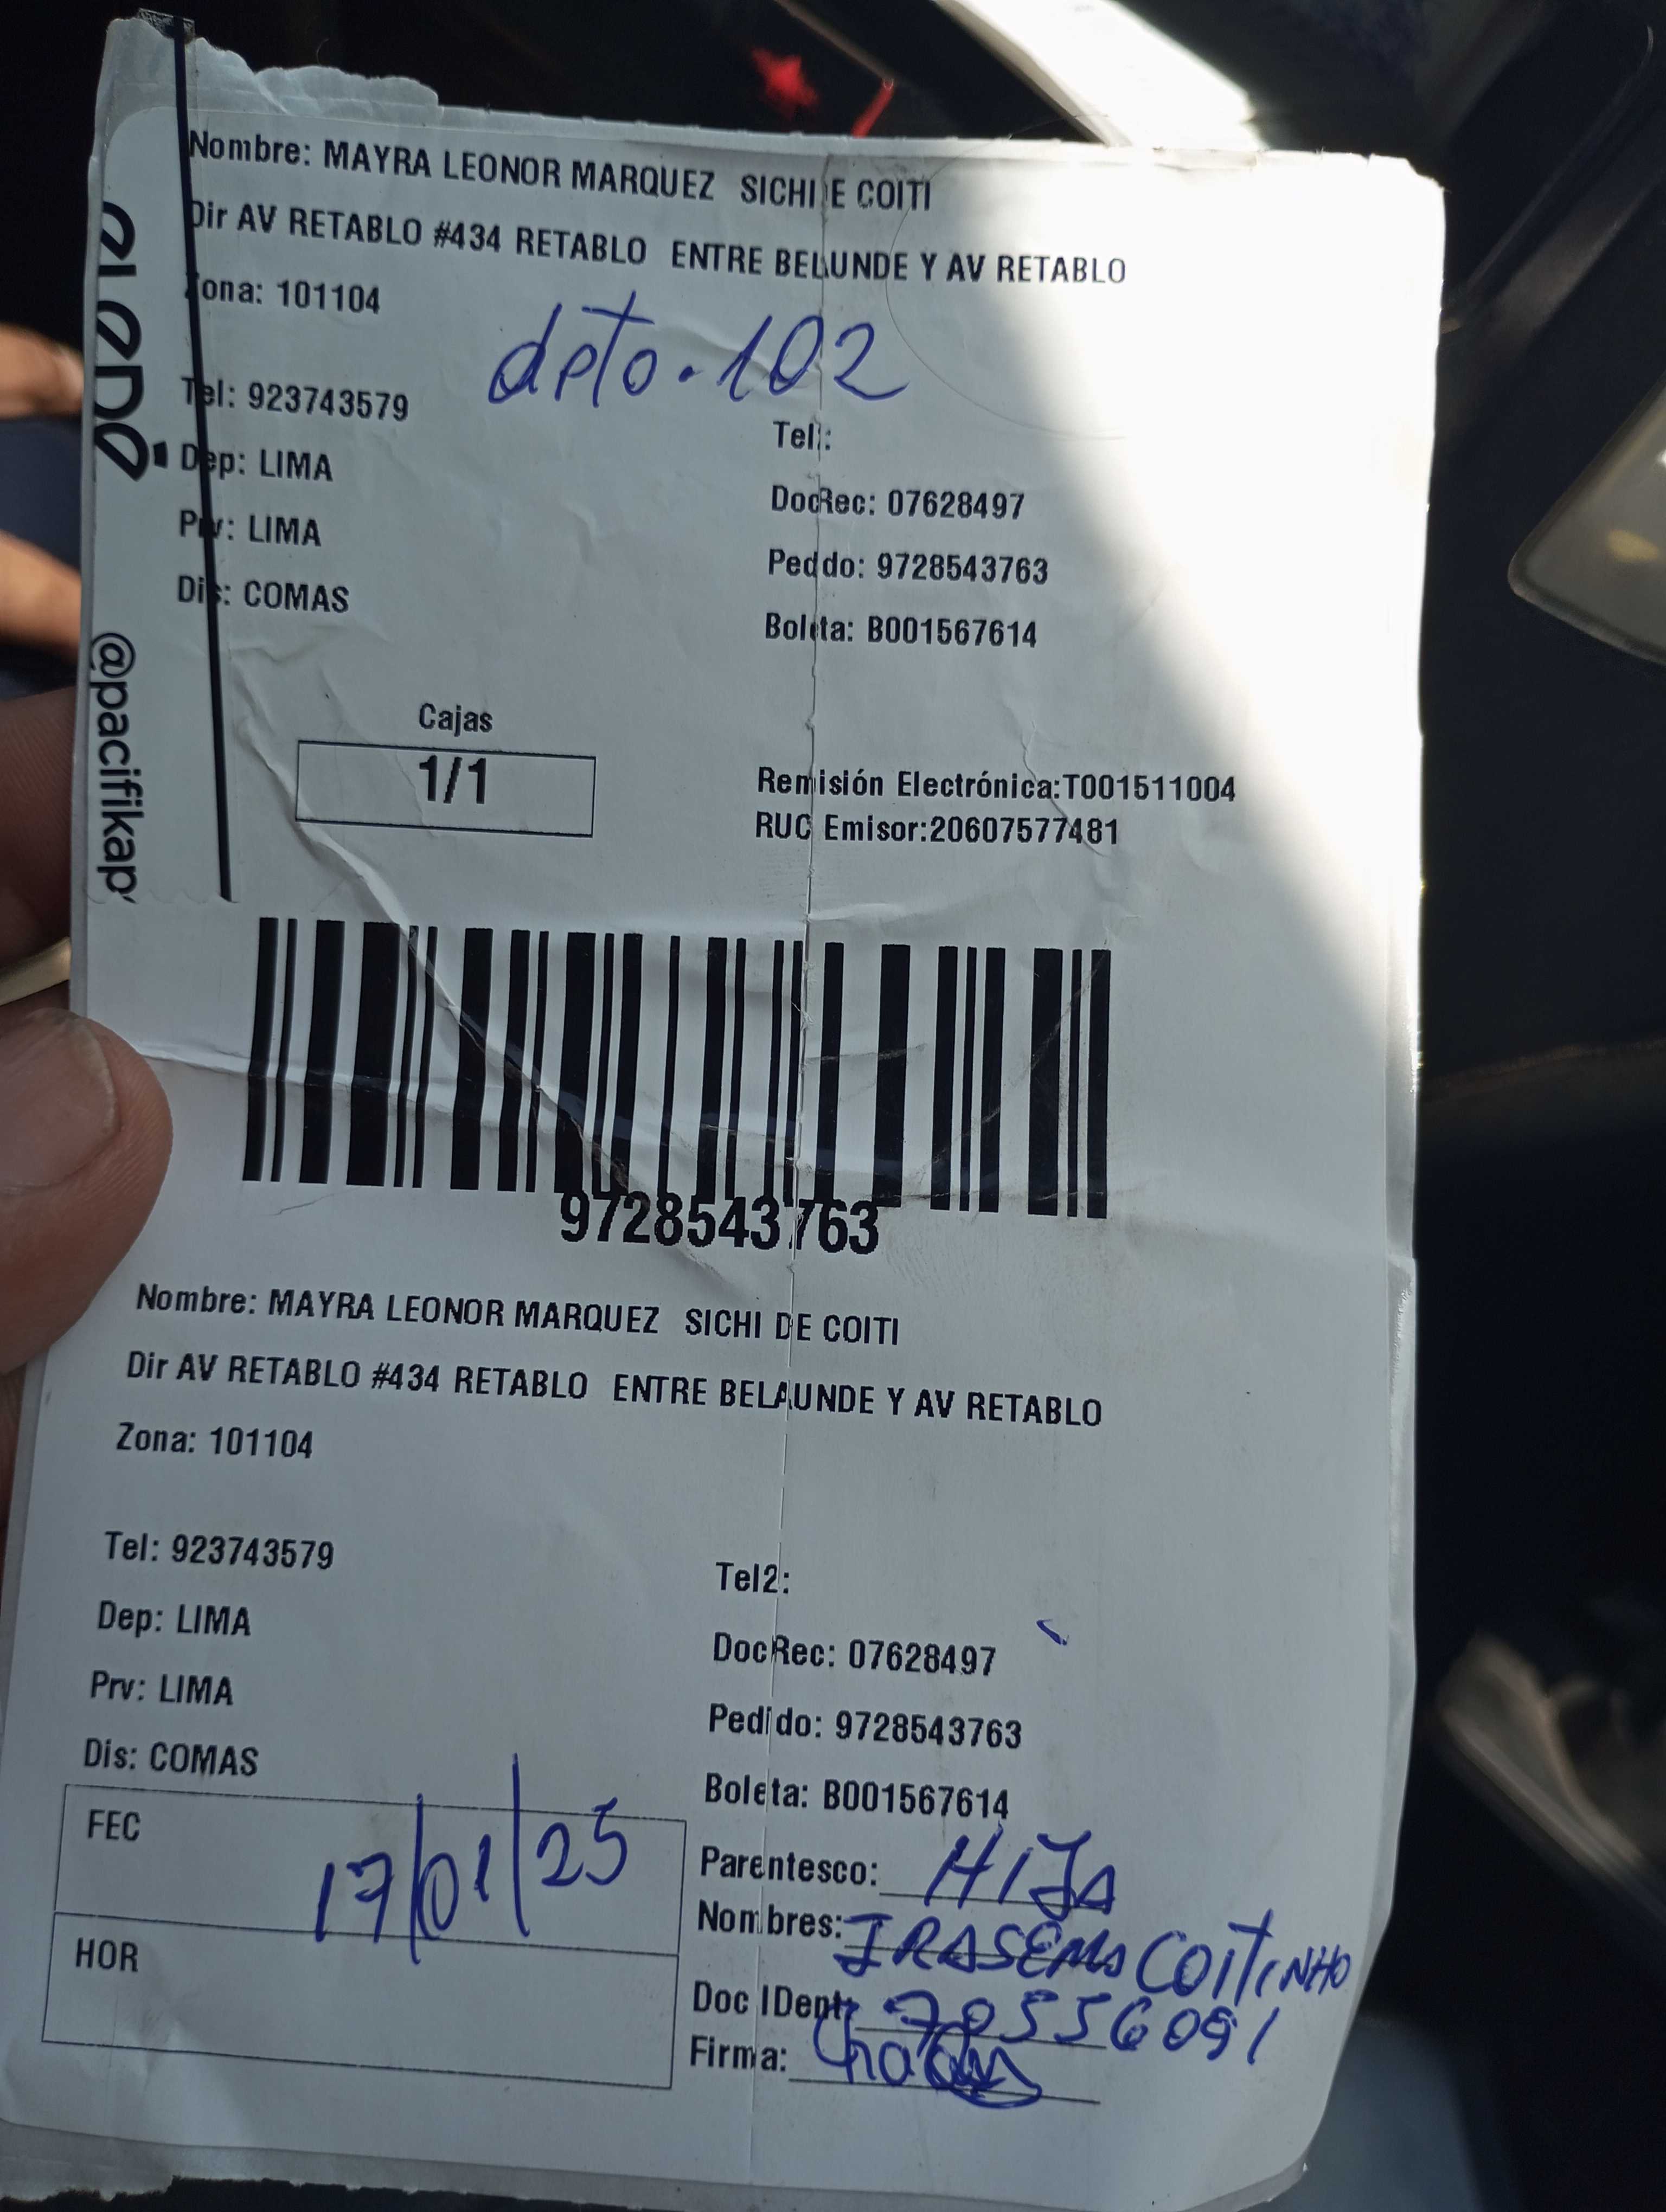 Nombre: MAYRA LEONOR MARQUEZ SICHI E COITI
Dir AV RETABLO #434 RETABLO ENTRE BELUNDE Y AV RETABLO
ona: 101104
dpto. 102
Tel: 923743579
Tel:
Dep: LIMA
DocRec: 07628497
Prv: LIMA
Peddo: 9728543763
Dis: COMAS
Boleta: B001567614
@pacifikap
Cajas
1/1
Remisión Electrónica:T001511004
RUC Emisor:20607577481
9728543763
Nombre: MAYRA LEONOR MARQUEZ SICHI DE COITI
Dir AV RETABLO #434 RETABLO ENTRE BELAUNDE Y AV RETABLO
Zona: 101104
Tel: 923743579
Tel2:
Dep: LIMA
DocRec: 07628497
Prv: LIMA
Pedido: 9728543763
Dis: COMAS
Boleta: B001567614
FEC 17/01/25
HOR
Parentesco: HIJA
Nombres: IRASEMA COITINHO
Doc IDent: 70556091
Firma: